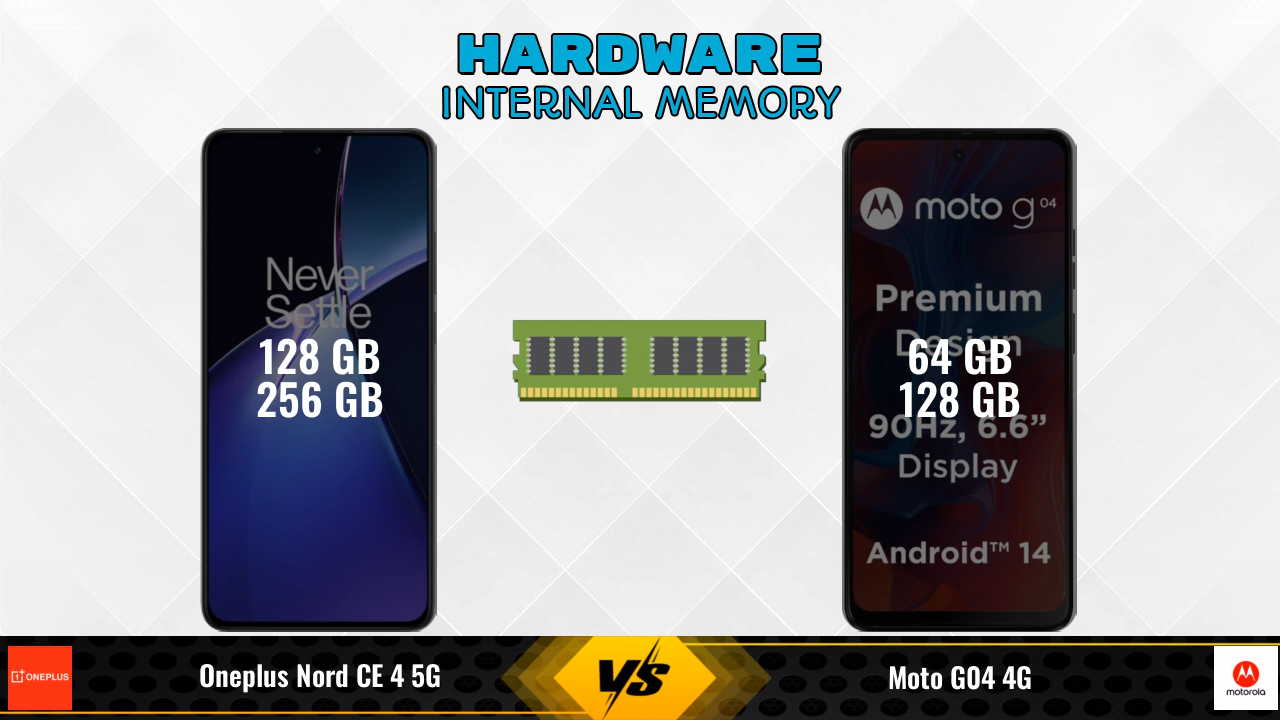 HARDWARE
INTERNAL MEMORY
Never
Settle
128 GB
256 GB
moto g04
Premium
Design
64 GB
128 GB
90Hz, 6.6”
Display
Android™ 14
ONEPLUS
Oneplus Nord CE 4 5G
VS
Moto G04 4G
motorola